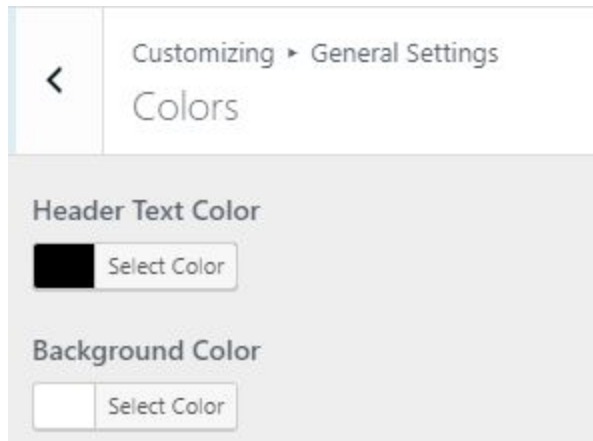 Customizing ▸ General Settings
Colors
Header Text Color
Select Color
Background Color
Select Color